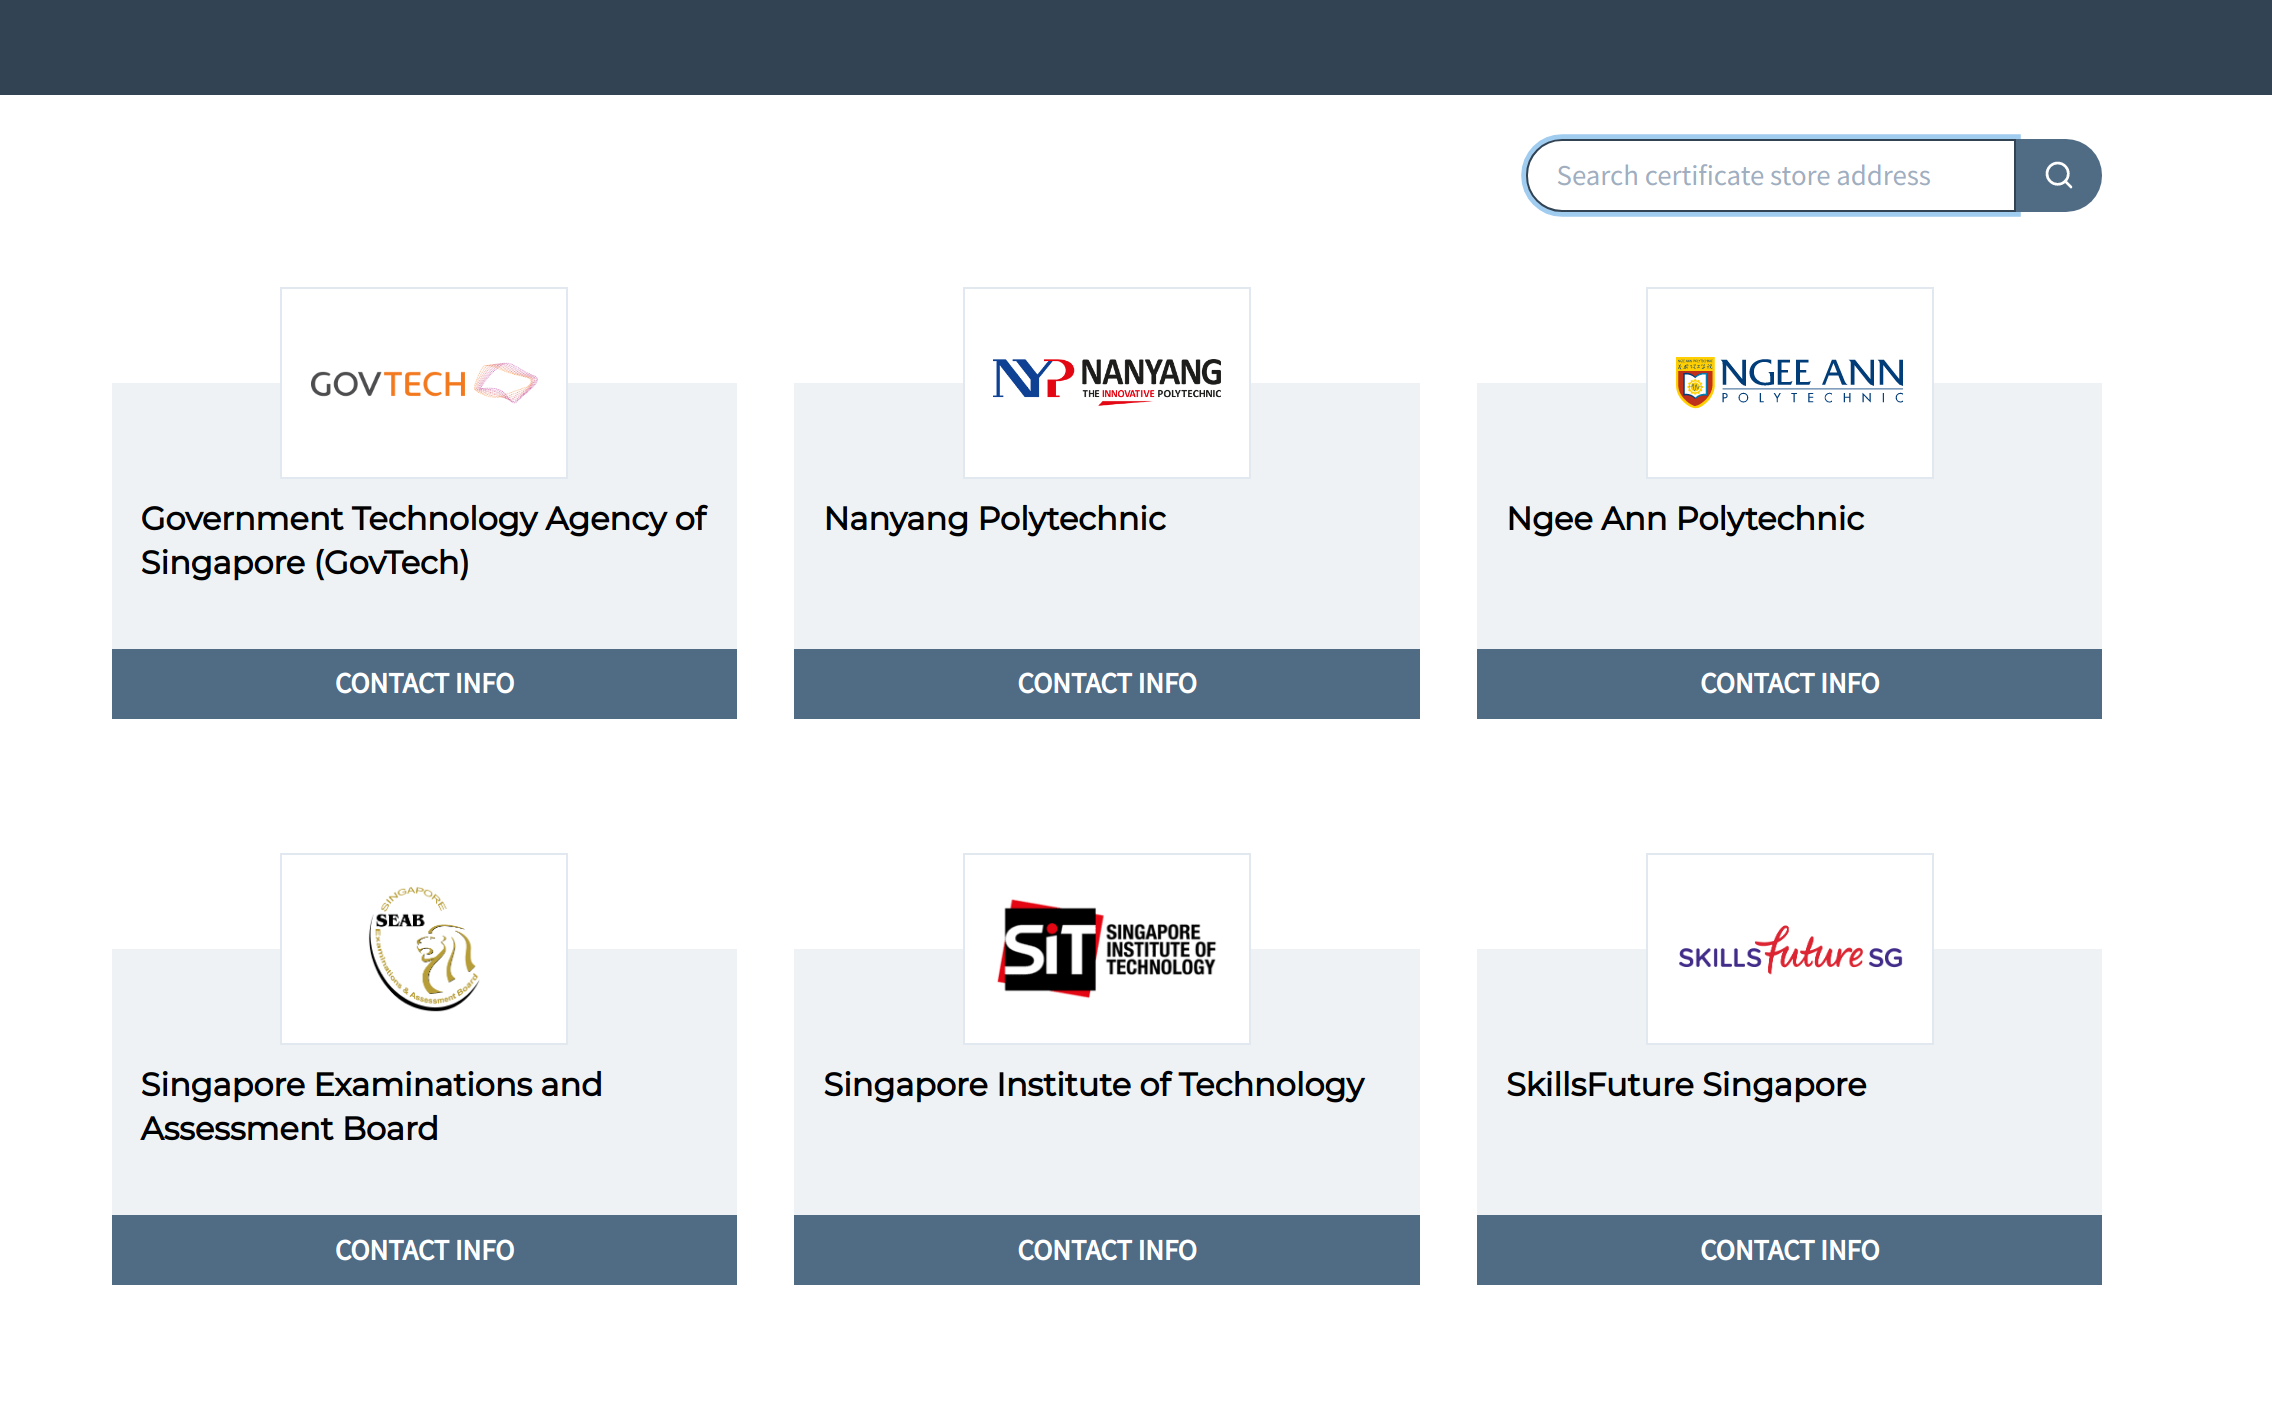 Search certificate store address
GOVTECH
NYP NANYANG
THE INNOVATIVE POLYTECHNIC
NGEE ANN
POLYTECHNIC
Government Technology Agency of
Singapore (GovTech)
Nanyang Polytechnic
Ngee Ann Polytechnic
CONTACT INFO
CONTACT INFO
CONTACT INFO
SINGAPORE
SEAB
Examinations & Assessment Board
SiT
SINGAPORE
INSTITUTE OF
TECHNOLOGY
SKILLSfuture SG
Singapore Examinations and
Assessment Board
Singapore Institute of Technology
SkillsFuture Singapore
CONTACT INFO
CONTACT INFO
CONTACT INFO